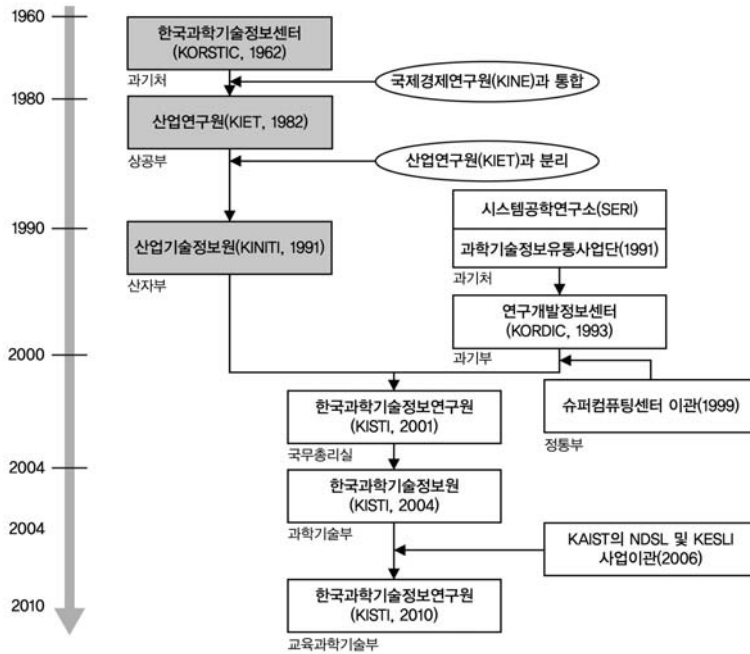 1960
한국과학기술정보센터
(KORSTIC, 1962)
과기처
국제경제연구원(KINE)과 통합
1980
산업연구원(KIET, 1982)
상공부
산업연구원(KIET)과 분리
시스템공학연구소(SERI)
1990
산업기술정보원(KINITI, 1991)
과학기술정보유통사업단(1991)
산자부
과기처
연구개발정보센터
(KORDIC, 1993)
과기부
2000
한국과학기술정보연구원
(KISTI, 2001)
국무총리실
슈퍼컴퓨팅센터 이관(1999)
정통부
2004
한국과학기술정보원
(KISTI, 2004)
과학기술부
2004
KAIST의 NDSL 및 KESLI
사업이관(2006)
2010
한국과학기술정보연구원
(KISTI, 2010)
교육과학기술부